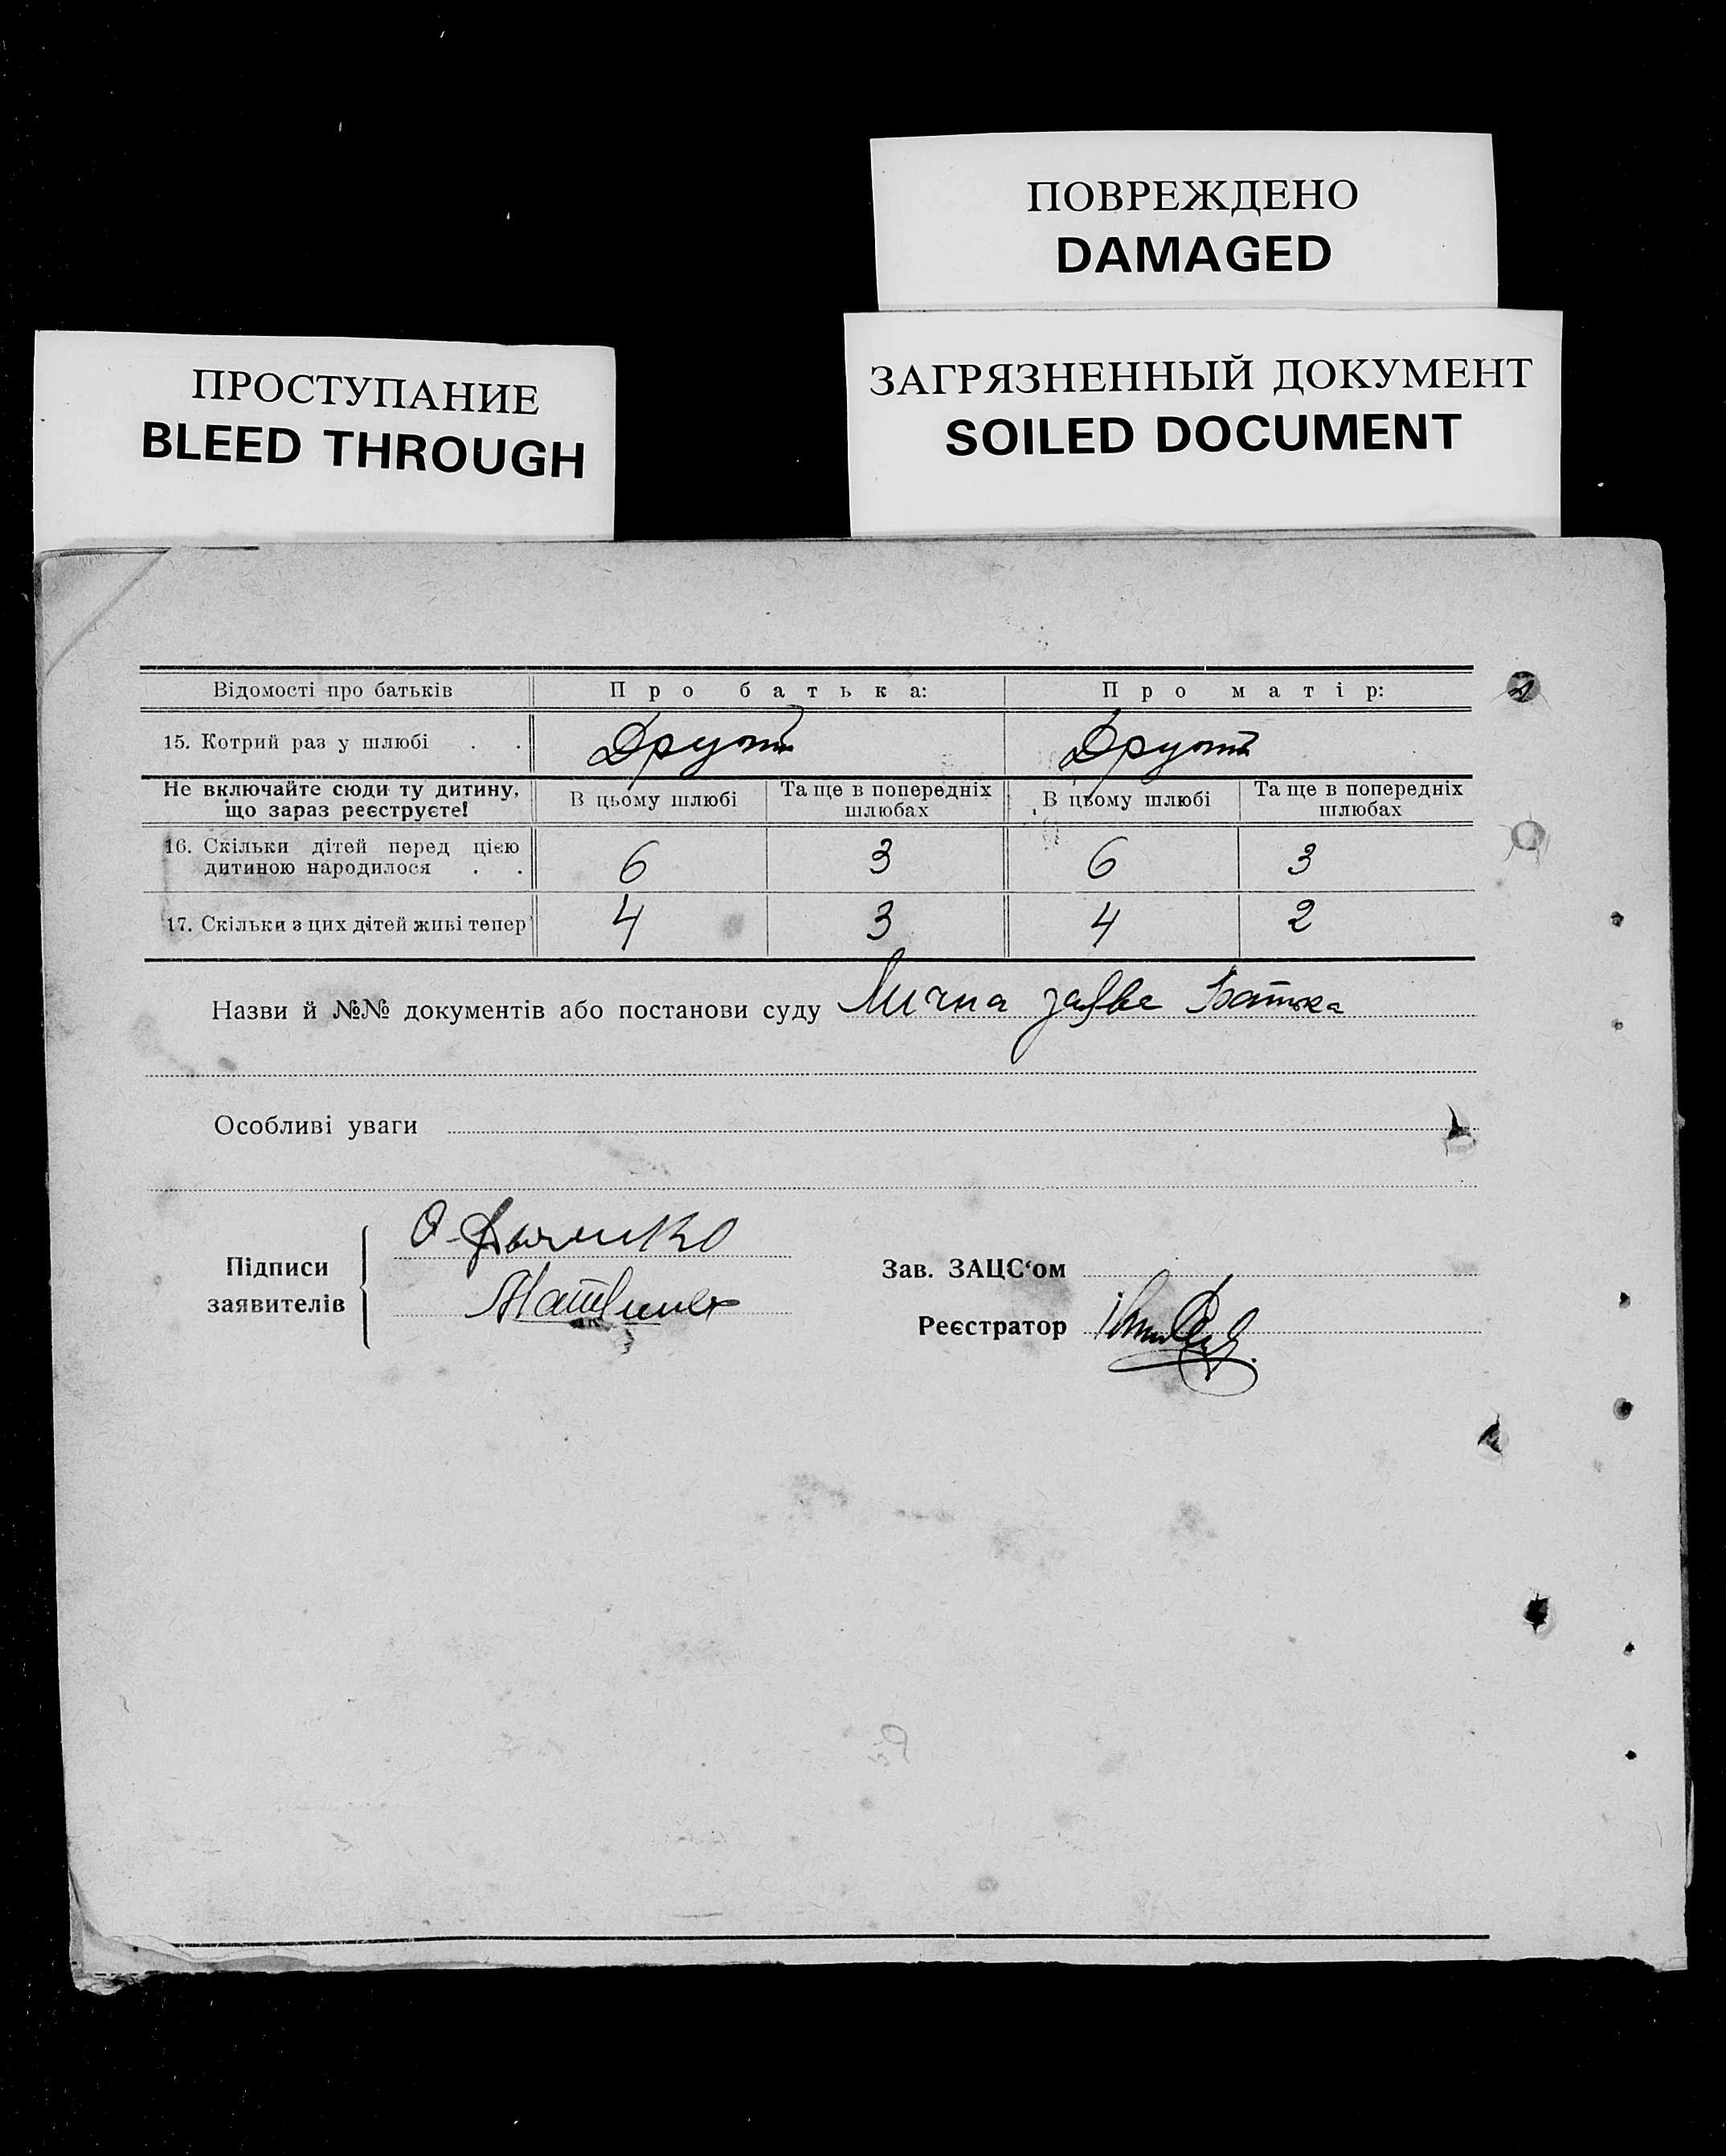 ПОВРЕЖДЕНО
DAMAGED
ПРОСТУПАНИЕ
BLEED THROUGH
ЗАГРЯЗНЕННЫЙ ДОКУМЕНТ
SOILED DOCUMENT
Відомості про батьків Про батька: Про матір:
15. Котрий раз у шлюбі . . Другий Другий
Не включайте сюди ту дитину, що зараз реєструєте! В цьому шлюбі Та ще в попередніх шлюбах В цьому шлюбі Та ще в попередніх шлюбах
16. Скільки дітей перед цією дитиною народилося . . 6 3 6 3
17. Скільки з цих дітей живі тепер 4 3 4 2
Назви й №№ документів або постанови суду Лична заява Батька
Особливі уваги
Підписи заявителів
Зав. ЗАЦС‘ом
Реєстратор